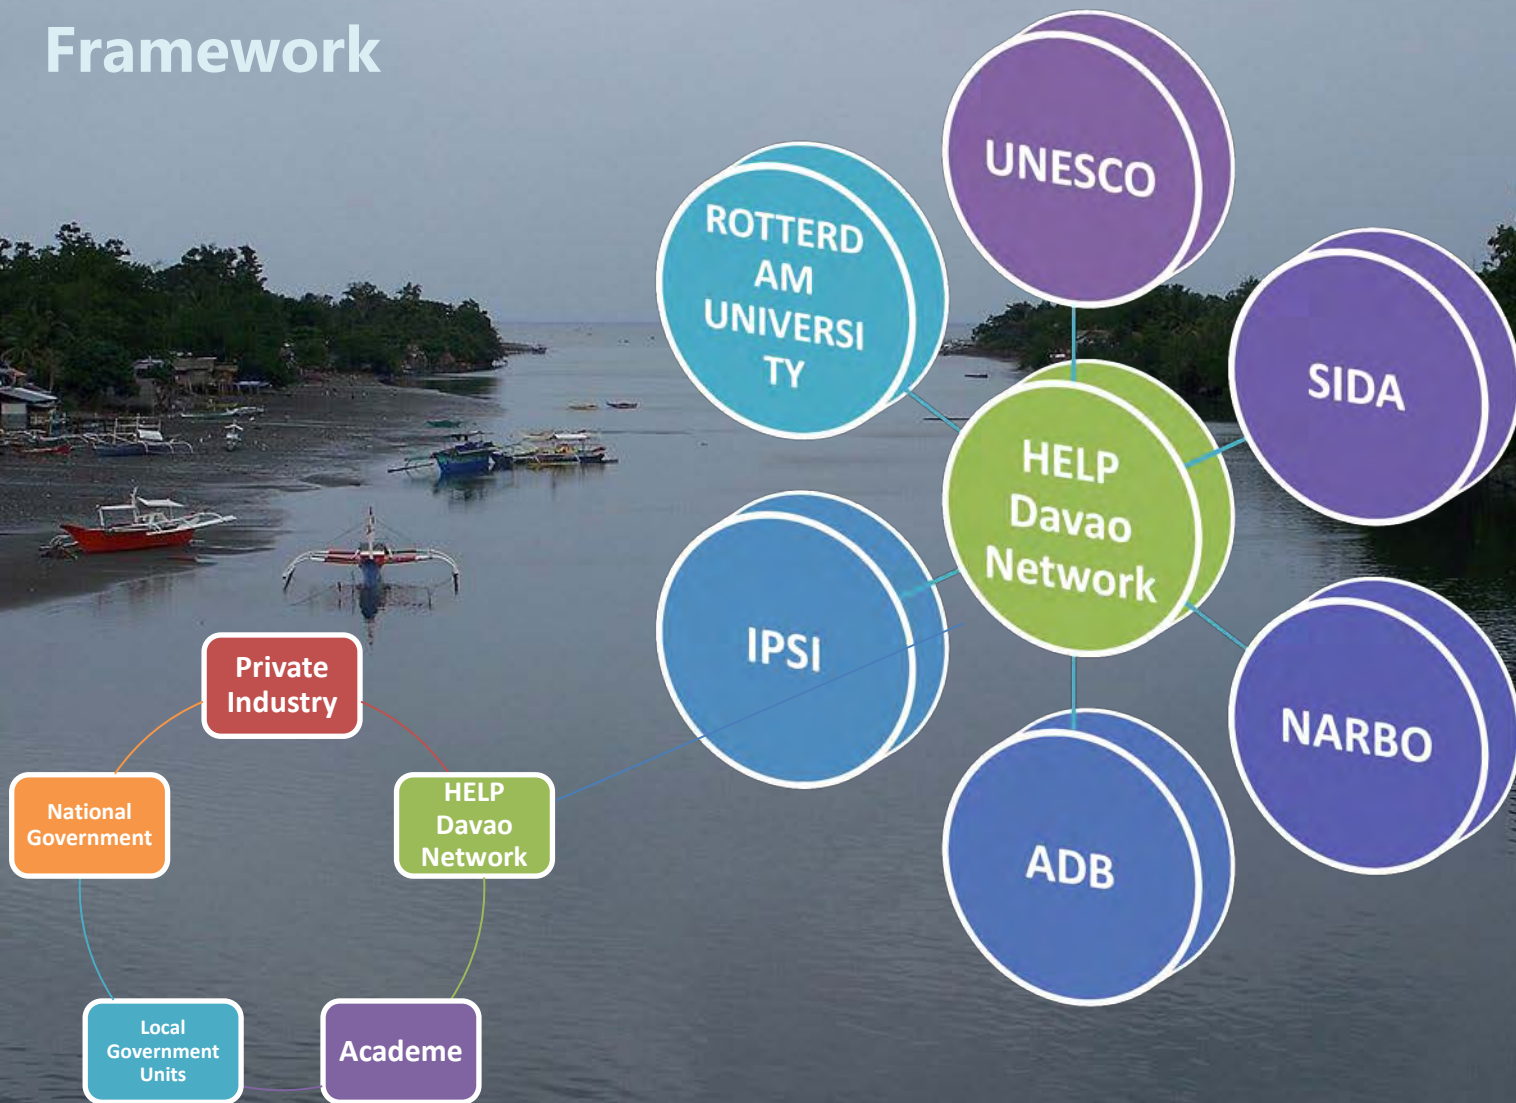 Framework
UNESCO
ROTTERD
AM
UNIVERSI
TY
SIDA
HELP
Davao
Network
IPSI
NARBO
ADB
Private
Industry
National
Government
HELP
Davao
Network
Local
Government
Units
Academe